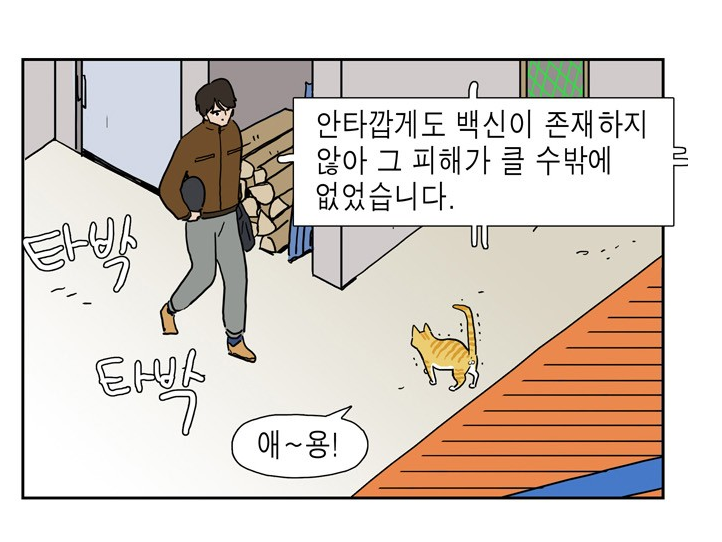 안타깝게도 백신이 존재하지
않아 그 피해가 클 수밖에
없었습니다.
타박
타박
애~용!